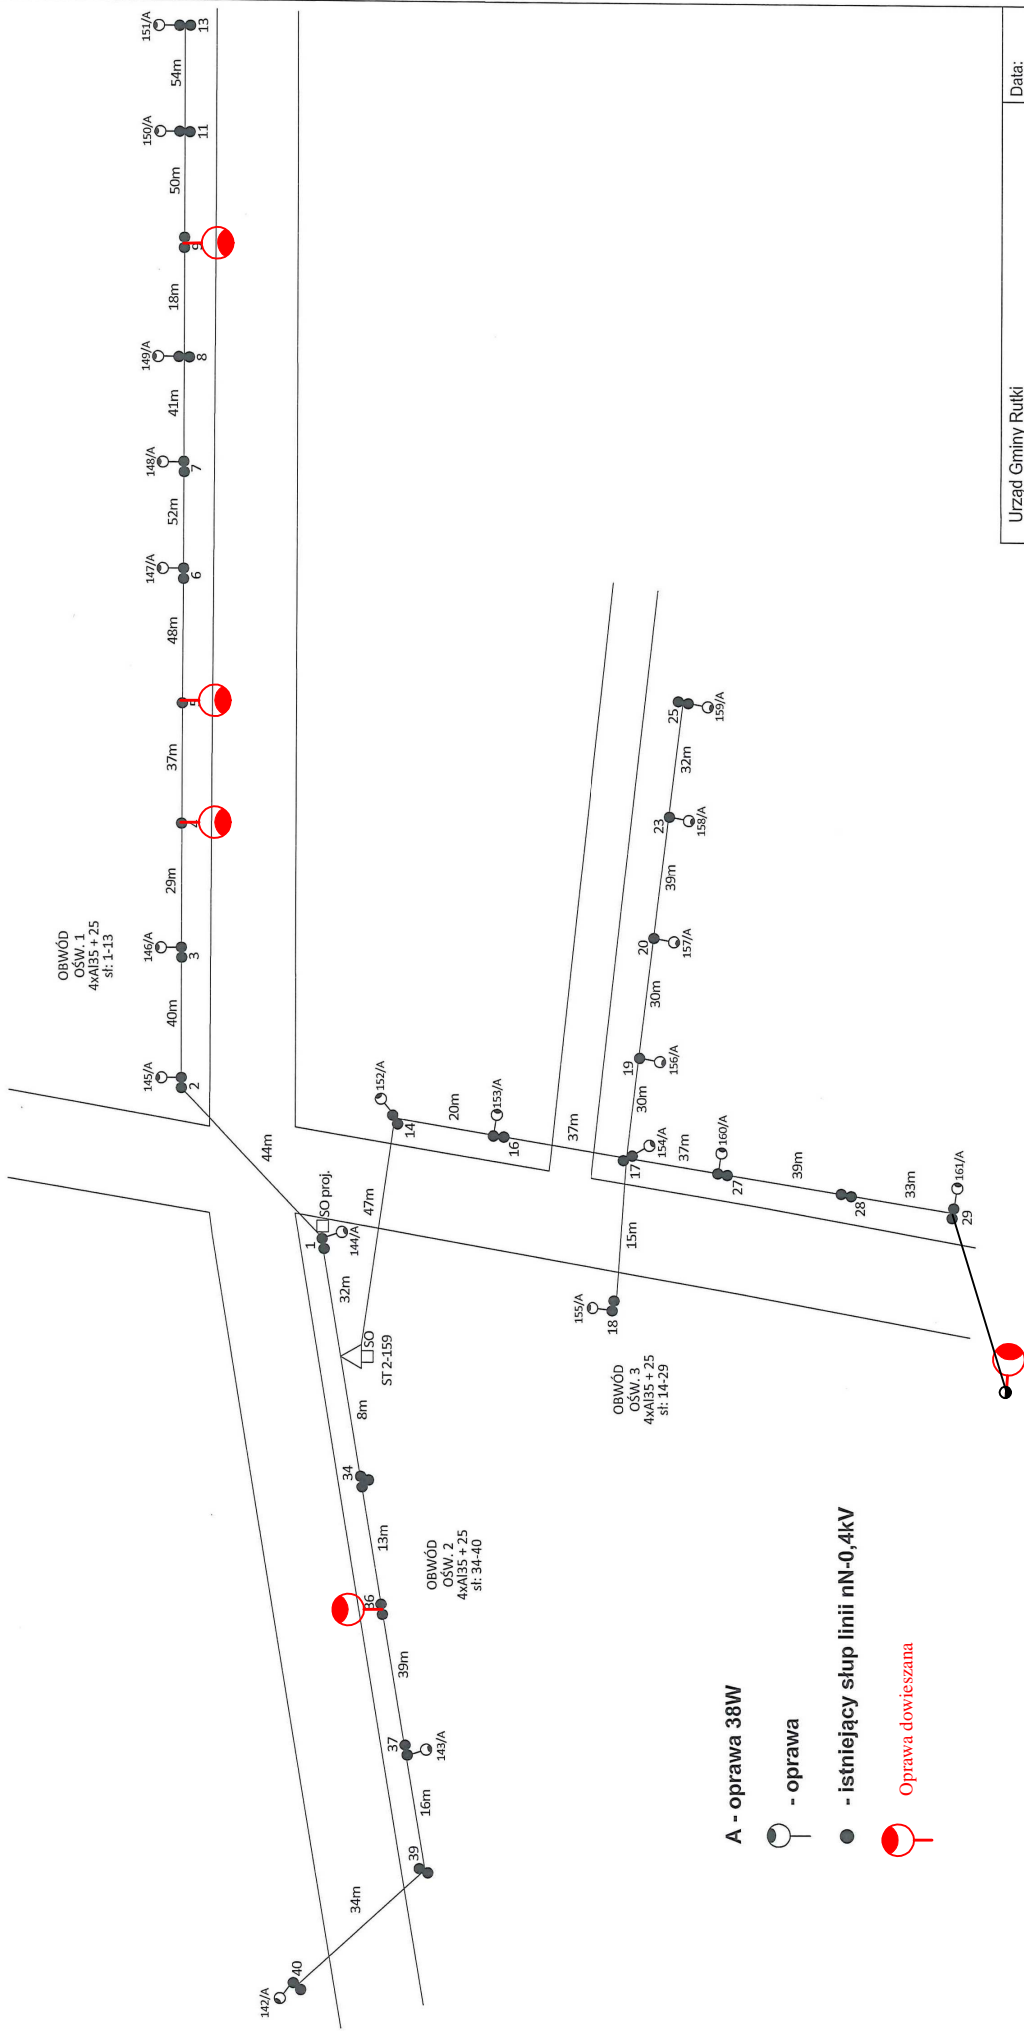 142/A
40
34m
39
16m
37
143/A
39m
36
13m
34
8m
OBWÓD
OŚW. 2
4xAl35 + 25
sł: 34-40
SO
ST 2-159
32m
1
SO proj.
144/A
44m
47m
OBWÓD
OŚW. 1
4xAl35 + 25
sł: 1-13
145/A
2
40m
146/A
3
29m
4
37m
5
48m
147/A
6
52m
148/A
7
41m
149/A
8
18m
9
50m
150/A
11
54m
151/A
13
152/A
14
20m
153/A
16
37m
17
154/A
15m
155/A
18
OBWÓD
OŚW. 3
4xAl35 + 25
sł: 14-29
30m
19
156/A
30m
20
157/A
39m
23
158/A
32m
25
159/A
37m
160/A
27
39m
28
33m
161/A
29
A - oprawa 38W
- oprawa
- istniejący słup linii nN-0,4kV
Oprawa dowieszana
Urząd Gminy Rutki
Data: